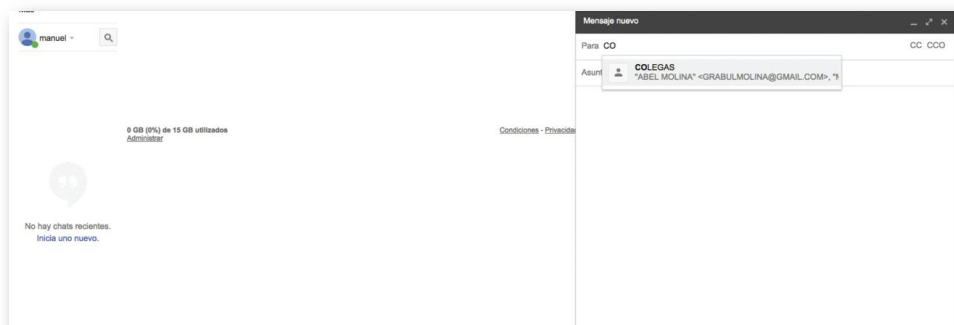 manuel
0 GB (0%) de 15 GB utilizados
Administrar
Condiciones - Privacidad
No hay chats recientes.
Inicia uno nuevo.
Mensaje nuevo
Para CO
CC CCO
Asunt
COLEGAS
"ABEL MOLINA" <GRABULMOLINA@GMAIL.COM>, "